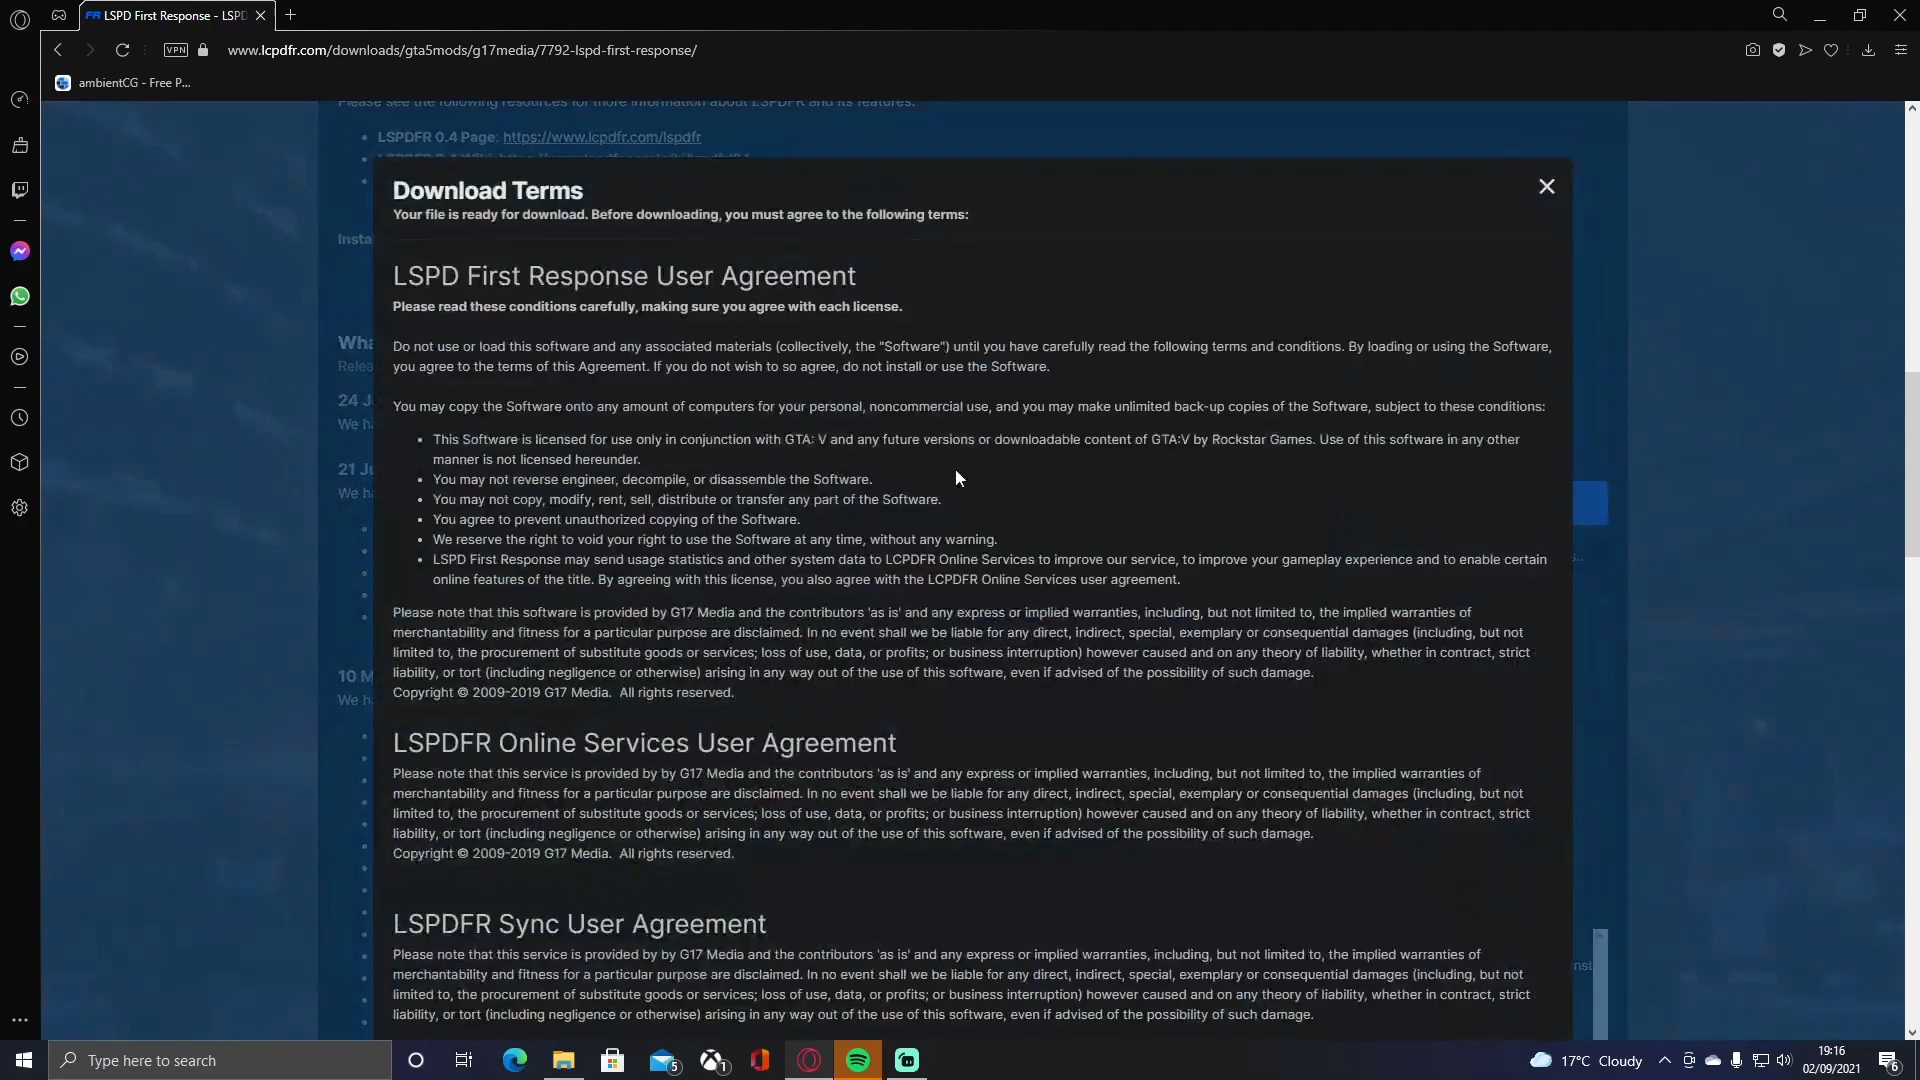 LSPD First Response - LSPD
VPN
www.lcpdfr.com/downloads/gta5mods/g17media/7792-lspd-first-response/
ambientCG - Free P...
Please see the following resources for more information about LSPDFR and its features:
LSPDFR 0.4 Page: https://www.lcpdfr.com/lspdfr
Download Terms
Your file is ready for download. Before downloading, you must agree to the following terms:
Insta
LSPD First Response User Agreement
Please read these conditions carefully, making sure you agree with each license.
Wha
Do not use or load this software and any associated materials (collectively, the "Software") until you have carefully read the following terms and conditions. By loading or using the Software,
Relea
you agree to the terms of this Agreement. If you do not wish to so agree, do not install or use the Software.
24 J
You may copy the Software onto any amount of computers for your personal, noncommercial use, and you may make unlimited back-up copies of the Software, subject to these conditions:
We ha
• This Software is licensed for use only in conjunction with GTA: V and any future versions or downloadable content of GTA:V by Rockstar Games. Use of this software in any other
manner is not licensed hereunder.
21 J
• You may not reverse engineer, decompile, or disassemble the Software.
We ha
• You may not copy, modify, rent, sell, distribute or transfer any part of the Software.
• You agree to prevent unauthorized copying of the Software.
• We reserve the right to void your right to use the Software at any time, without any warning.
• LSPD First Response may send usage statistics and other system data to LCPDFR Online Services to improve our service, to improve your gameplay experience and to enable certain
online features of the title. By agreeing with this license, you also agree with the LCPDFR Online Services user agreement.
Please note that this software is provided by G17 Media and the contributors 'as is' and any express or implied warranties, including, but not limited to, the implied warranties of
merchantability and fitness for a particular purpose are disclaimed. In no event shall we be liable for any direct, indirect, special, exemplary or consequential damages (including, but not
limited to, the procurement of substitute goods or services; loss of use, data, or profits; or business interruption) however caused and on any theory of liability, whether in contract, strict
liability, or tort (including negligence or otherwise) arising in any way out of the use of this software, even if advised of the possibility of such damage.
10 M
Copyright © 2009-2019 G17 Media. All rights reserved.
We ha
LSPDFR Online Services User Agreement
Please note that this service is provided by by G17 Media and the contributors 'as is' and any express or implied warranties, including, but not limited to, the implied warranties of
merchantability and fitness for a particular purpose are disclaimed. In no event shall we be liable for any direct, indirect, special, exemplary or consequential damages (including, but not
limited to, the procurement of substitute goods or services; loss of use, data, or profits; or business interruption) however caused and on any theory of liability, whether in contract, strict
liability, or tort (including negligence or otherwise) arising in any way out of the use of this software, even if advised of the possibility of such damage.
Copyright © 2009-2019 G17 Media. All rights reserved.
LSPDFR Sync User Agreement
Please note that this service is provided by by G17 Media and the contributors 'as is' and any express or implied warranties, including, but not limited to, the implied warranties of
merchantability and fitness for a particular purpose are disclaimed. In no event shall we be liable for any direct, indirect, special, exemplary or consequential damages (including, but not
limited to, the procurement of substitute goods or services; loss of use, data, or profits; or business interruption) however caused and on any theory of liability, whether in contract, strict
liability, or tort (including negligence or otherwise) arising in any way out of the use of this software, even if advised of the possibility of such damage.
Type here to search
5
1
17°C Cloudy
19:16
02/09/2021
6